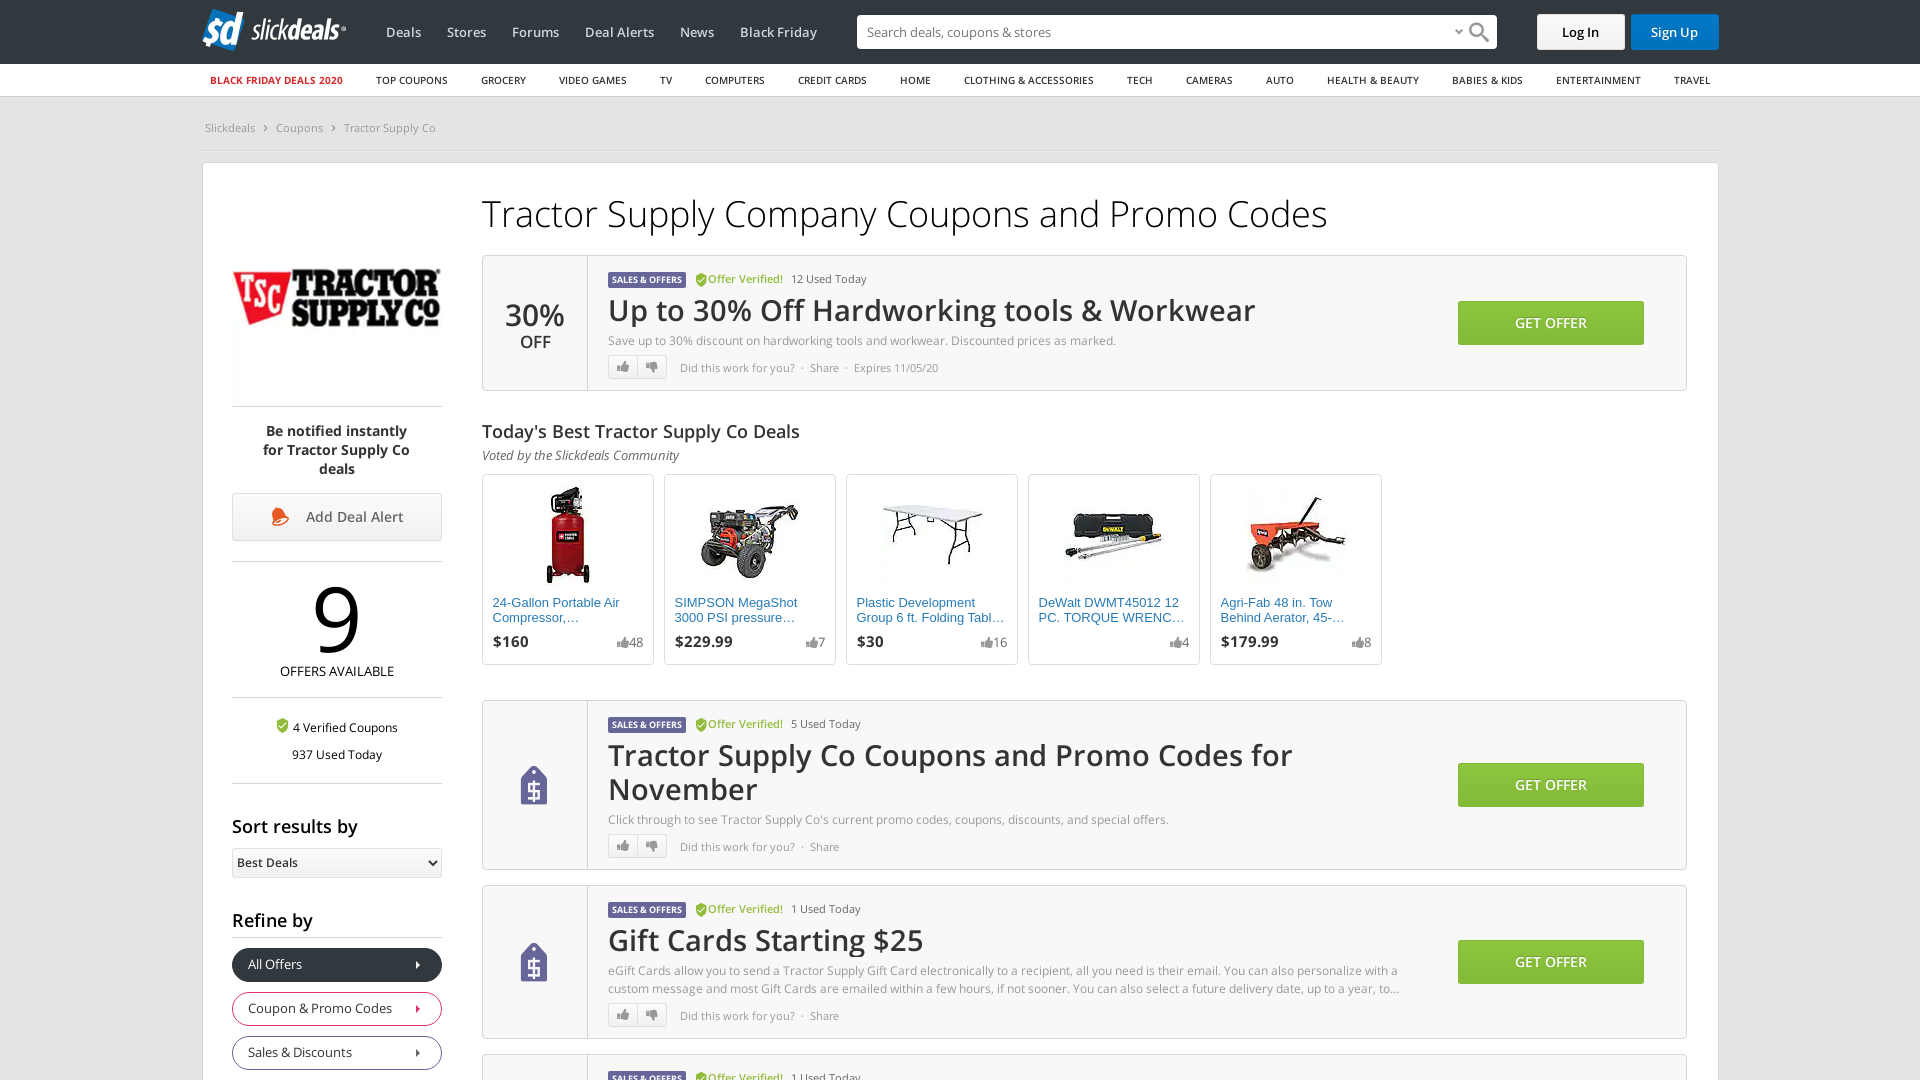 sd slickdeals
Deals
Stores
Forums
Deal Alerts
News
Black Friday
Search deals, coupons & stores
Log In
Sign Up
BLACK FRIDAY DEALS 2020
TOP COUPONS
GROCERY
VIDEO GAMES
TV
COMPUTERS
CREDIT CARDS
HOME
CLOTHING & ACCESSORIES
TECH
CAMERAS
AUTO
HEALTH & BEAUTY
BABIES & KIDS
ENTERTAINMENT
TRAVEL
Slickdeals > Coupons > Tractor Supply Co
TSC TRACTOR
SUPPLY CO
Be notified instantly
for Tractor Supply Co
deals
Add Deal Alert
9
OFFERS AVAILABLE
4 Verified Coupons
937 Used Today
Sort results by
Best Deals
Refine by
All Offers
Coupon & Promo Codes
Sales & Discounts
Tractor Supply Company Coupons and Promo Codes
30%
OFF
SALES & OFFERS Offer Verified! 12 Used Today
Up to 30% Off Hardworking tools & Workwear
Save up to 30% discount on hardworking tools and workwear. Discounted prices as marked.
Did this work for you? · Share · Expires 11/05/20
GET OFFER
Today's Best Tractor Supply Co Deals
Voted by the Slickdeals Community
24-Gallon Portable Air
Compressor,…
$160
48
SIMPSON MegaShot
3000 PSI pressure…
$229.99
7
Plastic Development
Group 6 ft. Folding Tabl…
$30
16
DEWALT
DeWalt DWMT45012 12
PC. TORQUE WRENC…
4
Agri-Fab 48 in. Tow
Behind Aerator, 45-…
$179.99
8
SALES & OFFERS Offer Verified! 5 Used Today
Tractor Supply Co Coupons and Promo Codes for
November
Click through to see Tractor Supply Co's current promo codes, coupons, discounts, and special offers.
Did this work for you? · Share
GET OFFER
SALES & OFFERS Offer Verified! 1 Used Today
Gift Cards Starting $25
eGift Cards allow you to send a Tractor Supply Gift Card electronically to a recipient, all you need is their email. You can also personalize with a
custom message and most Gift Cards are emailed within a few hours, if not sooner. You can also select a future delivery date, up to a year, to...
Did this work for you? · Share
GET OFFER
SALES & OFFERS Offer Verified! 1 Used Today